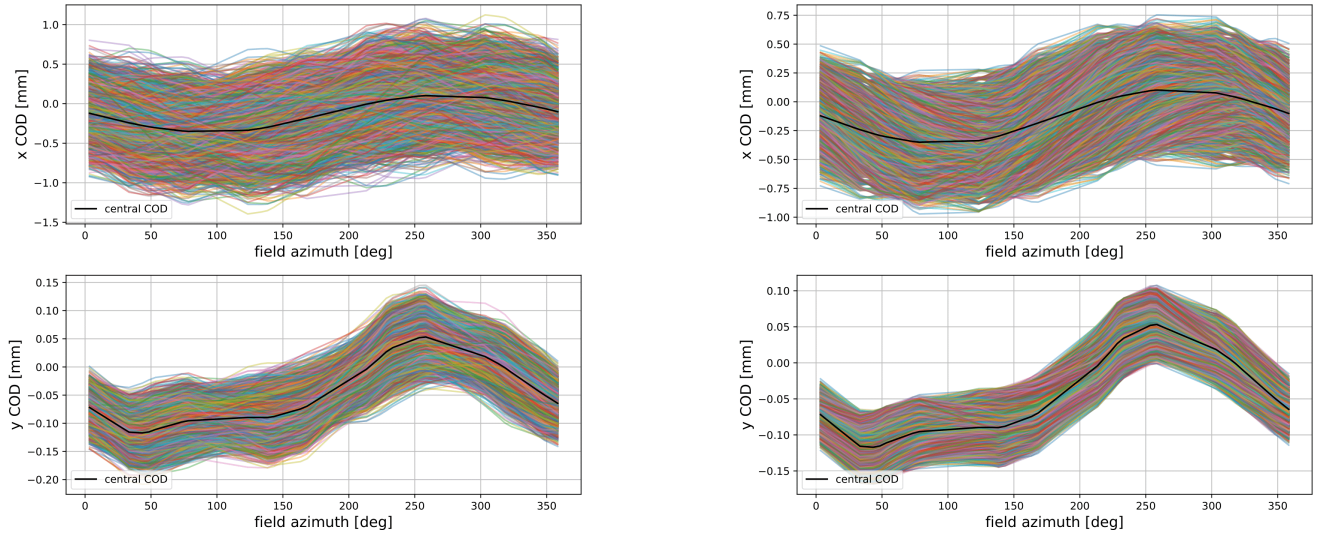 1.0
0.5
0.0
−0.5
−1.0
−1.5
x COD [mm]
central COD
0 50 100 150 200 250 300 350
field azimuth [deg]
0.75
0.50
0.25
0.00
−0.25
−0.50
−0.75
−1.00
x COD [mm]
central COD
0 50 100 150 200 250 300 350
field azimuth [deg]
0.15
0.10
0.05
0.00
−0.05
−0.10
−0.15
−0.20
y COD [mm]
central COD
0 50 100 150 200 250 300 350
field azimuth [deg]
0.10
0.05
0.00
−0.05
−0.10
−0.15
y COD [mm]
central COD
0 50 100 150 200 250 300 350
field azimuth [deg]